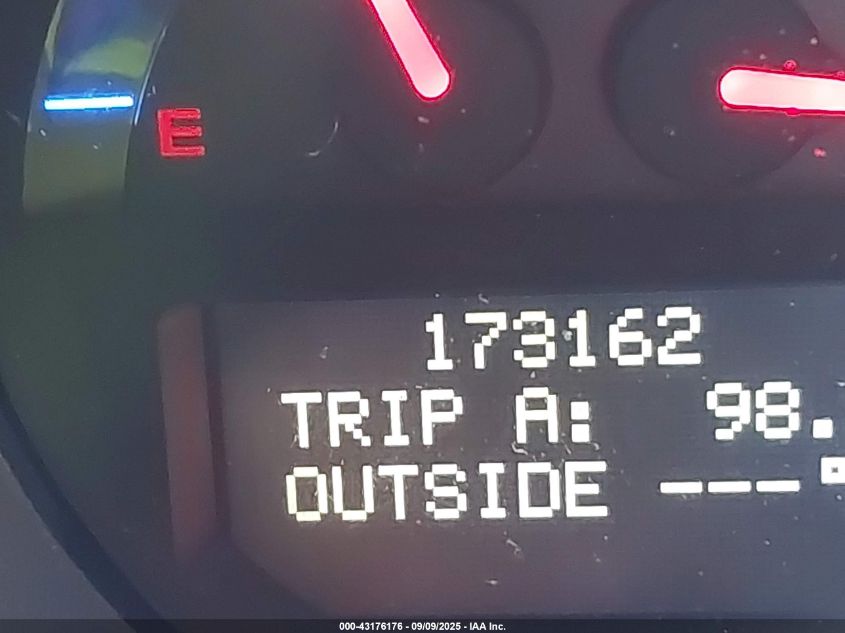 E
173162
TRIP A: 98.
OUTSIDE ---°
000-43176176 - 09/09/2025 - IAA Inc.